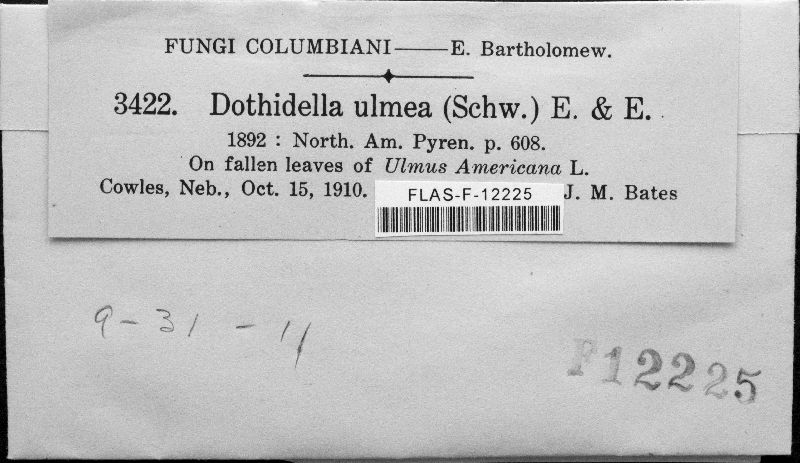 FUNGI COLUMBIANI——E. Bartholomew.
3422. Dothidella ulmea (Schw.) E. & E.
1892 : North. Am. Pyren. p. 608.
On fallen leaves of Ulmus Americana L.
Cowles, Neb., Oct. 15, 1910. J. M. Bates
FLAS-F-12225
9-31-11
F12225